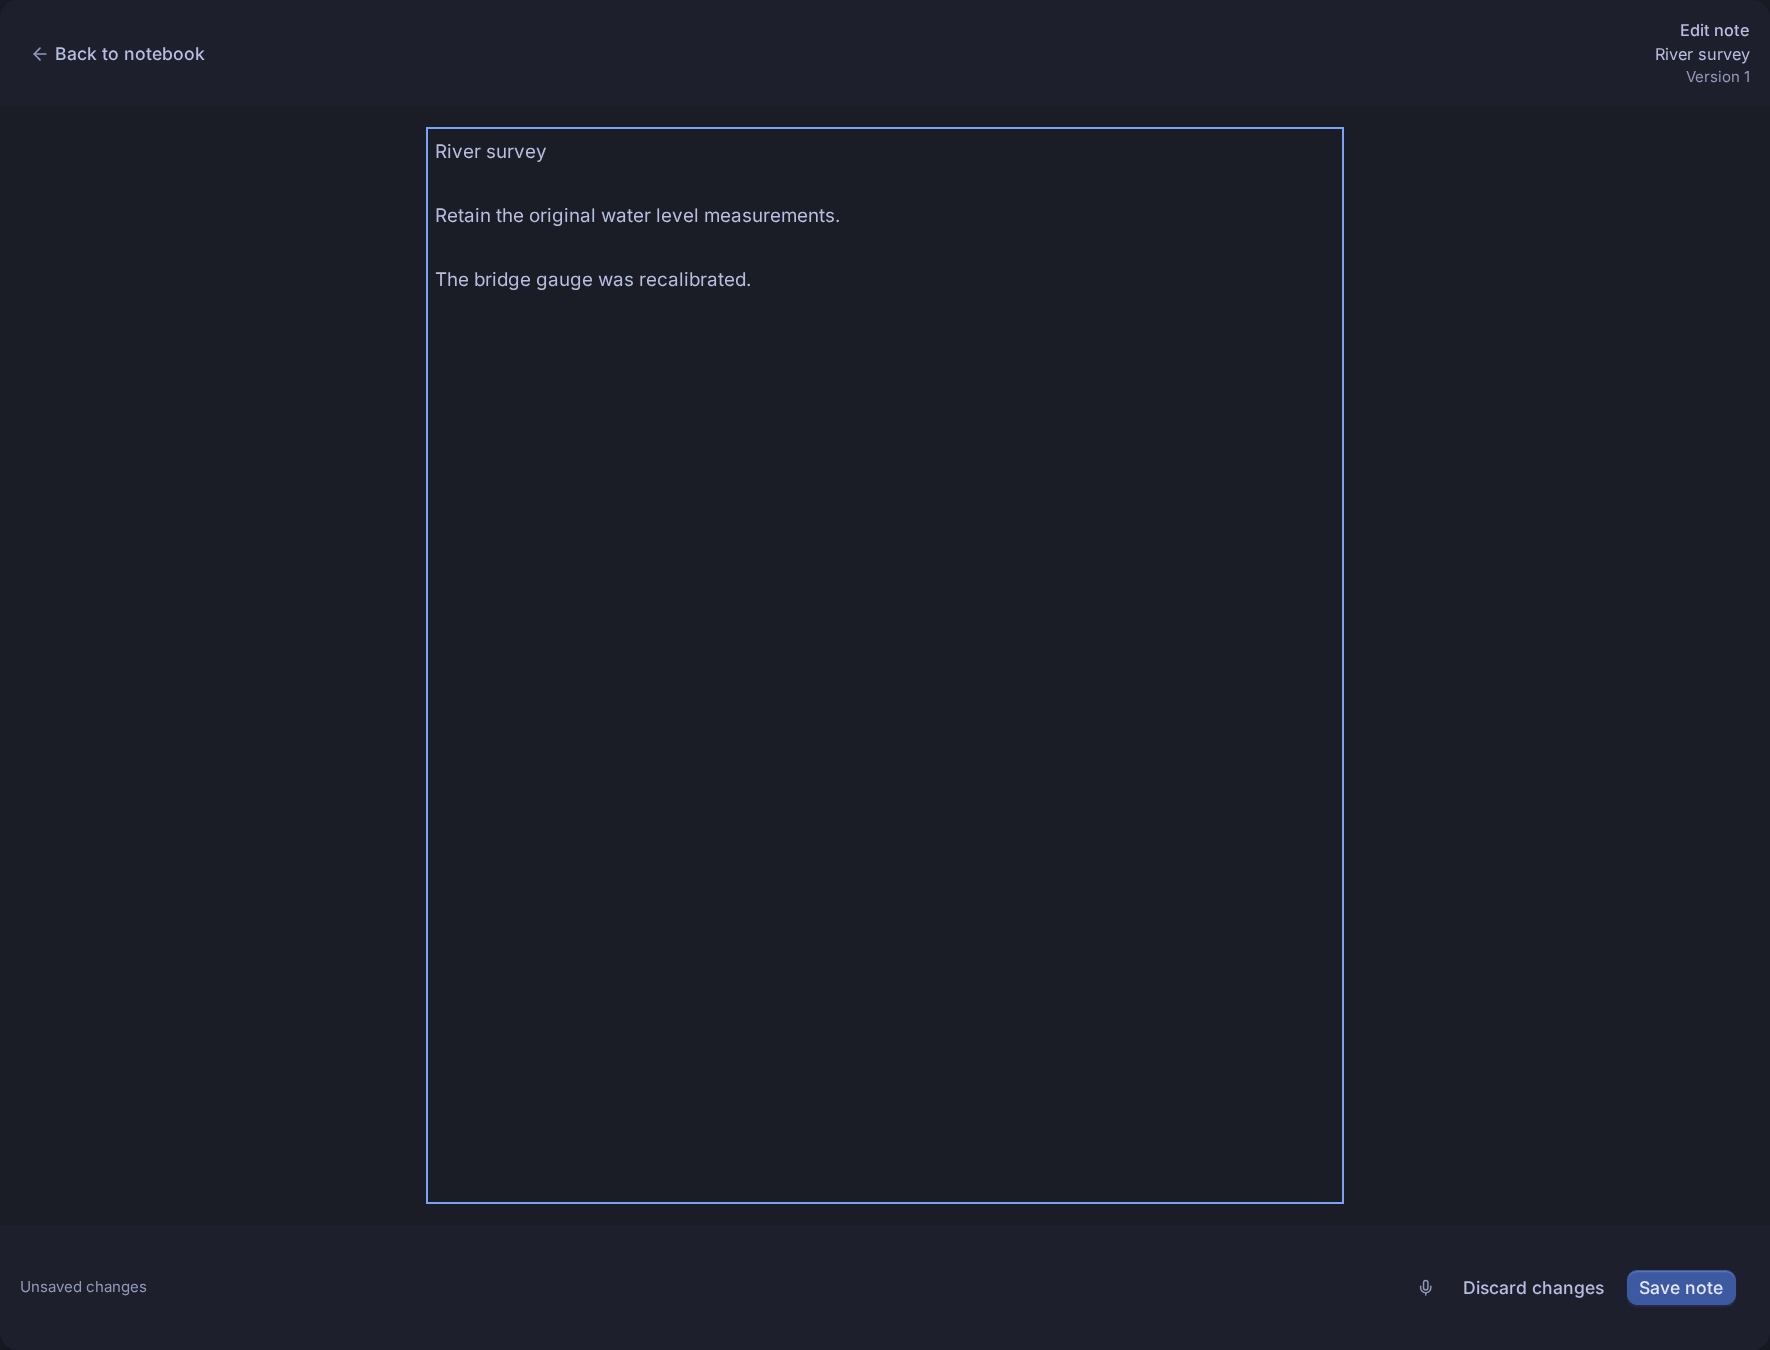 Back to notebook
Edit note
River survey
Version 1
River survey
Retain the original water level measurements.
The bridge gauge was recalibrated.
Unsaved changes
Discard changes
Save note